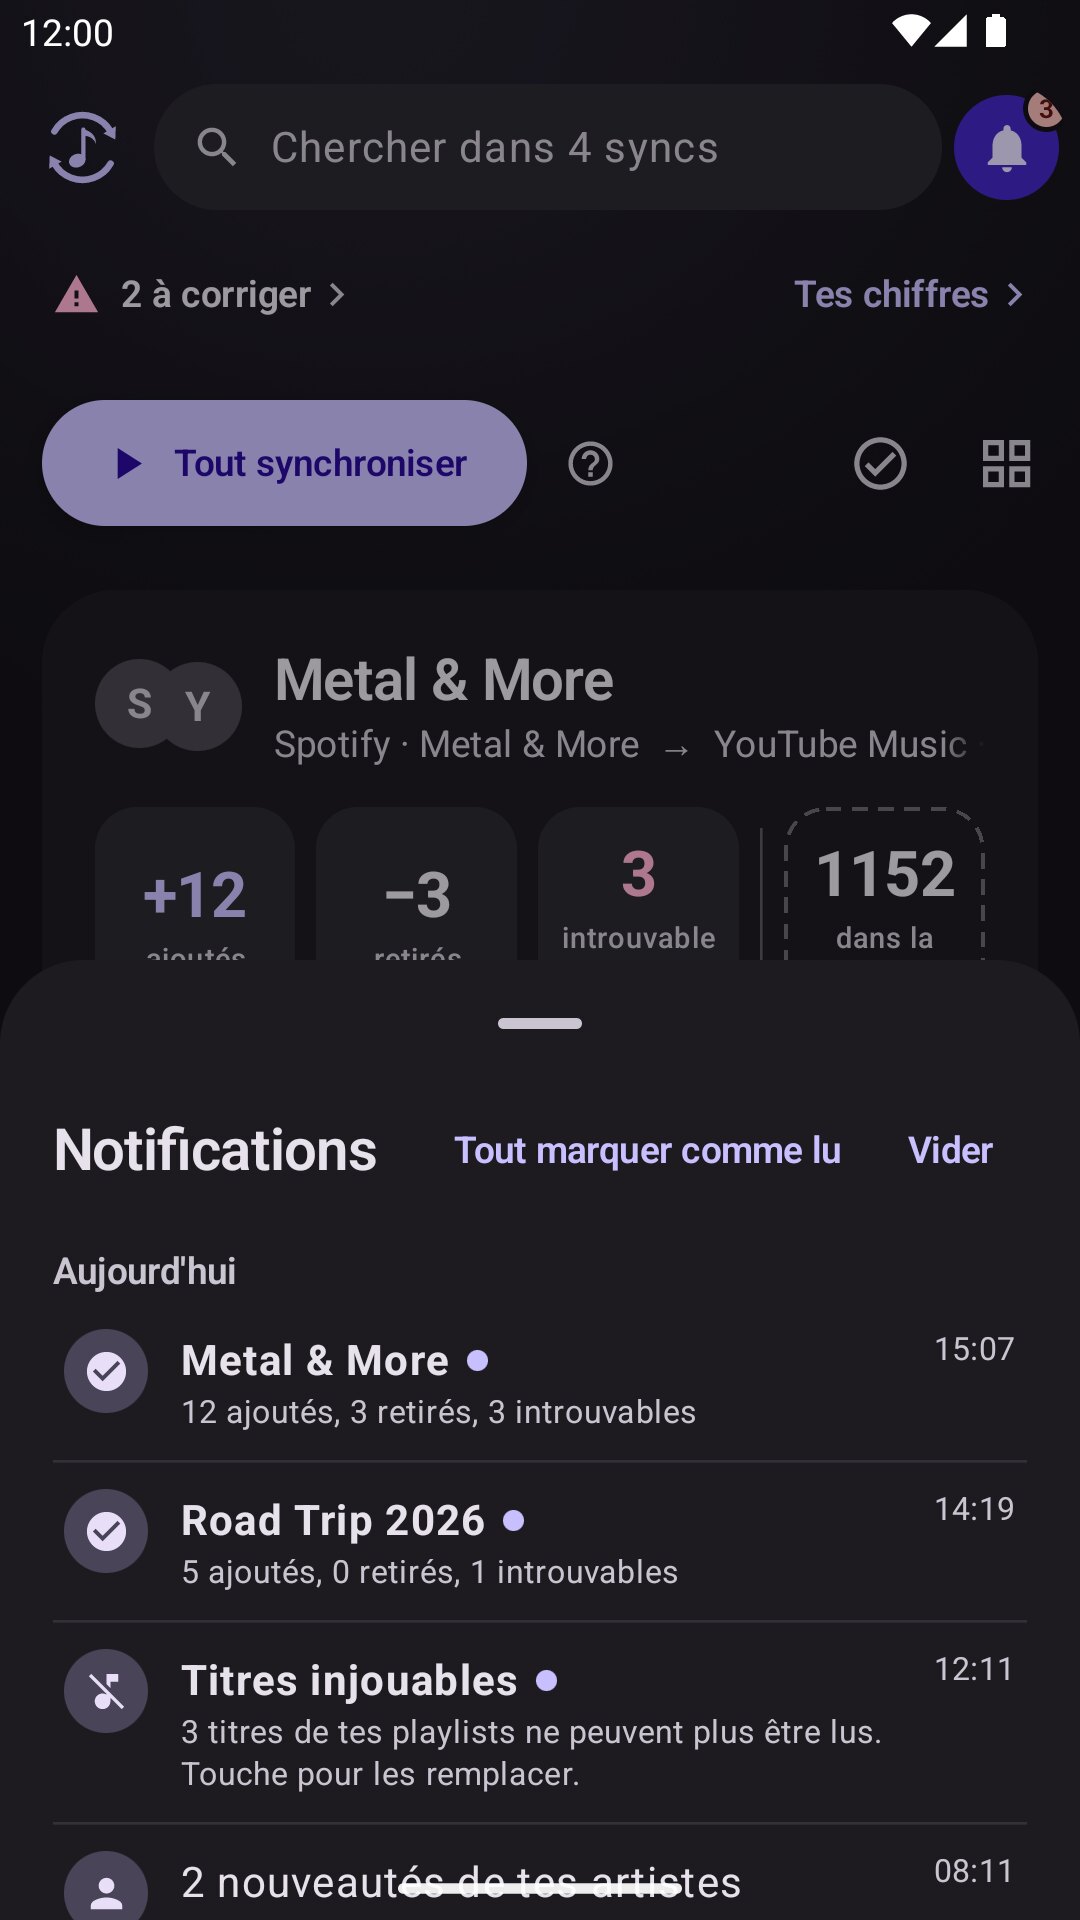 12:00
Chercher dans 4 syncs
3
2 à corriger
Tes chiffres
Tout synchroniser
S Y
Metal & More
Spotify · Metal & More → YouTube Music
+12
−3
3
1152
ajoutés
retirés
introuvable
dans la
Notifications
Tout marquer comme lu
Vider
Aujourd'hui
Metal & More
15:07
12 ajoutés, 3 retirés, 3 introuvables
Road Trip 2026
14:19
5 ajoutés, 0 retirés, 1 introuvables
Titres injouables
12:11
3 titres de tes playlists ne peuvent plus être lus.
Touche pour les remplacer.
2 nouveautés de tes artistes
08:11